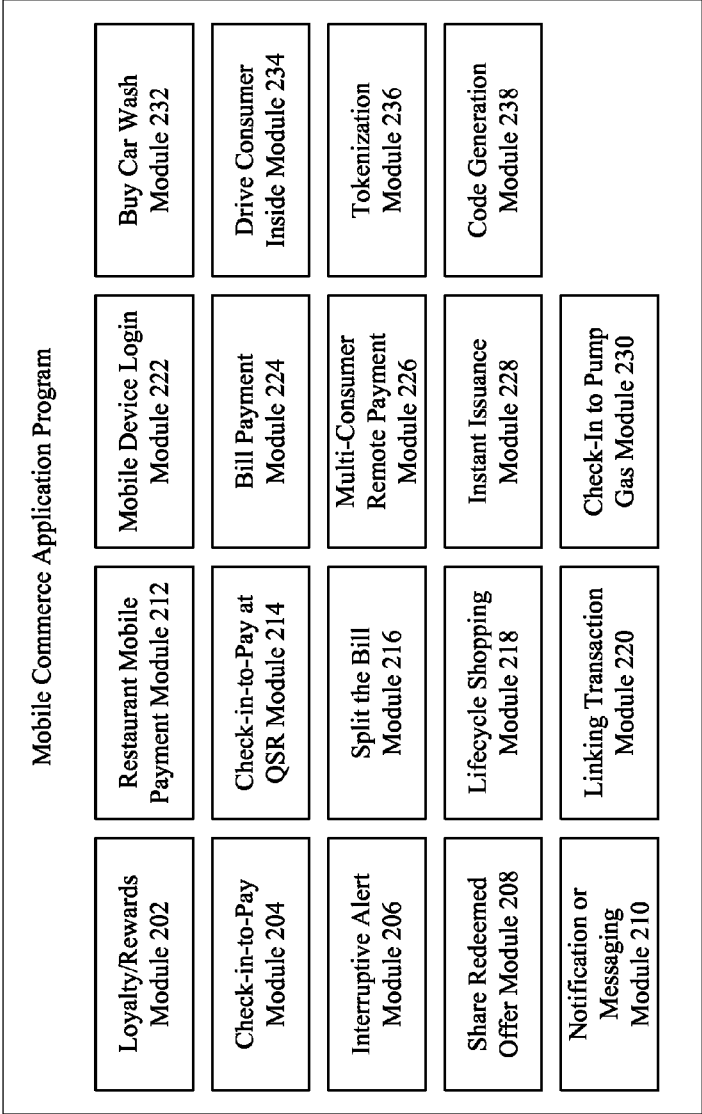 Mobile Commerce Application Program
Loyalty/Rewards
Module 202
Check-in-to-Pay
Module 204
Interruptive Alert
Module 206
Share Redeemed
Offer Module 208
Notification or
Messaging
Module 210
Restaurant Mobile
Payment Module 212
Check-in-to-Pay at
QSR Module 214
Split the Bill
Module 216
Lifecycle Shopping
Module 218
Linking Transaction
Module 220
Mobile Device Login
Module 222
Bill Payment
Module 224
Multi-Consumer
Remote Payment
Module 226
Instant Issuance
Module 228
Check-In to Pump
Gas Module 230
Buy Car Wash
Module 232
Drive Consumer
Inside Module 234
Tokenization
Module 236
Code Generation
Module 238